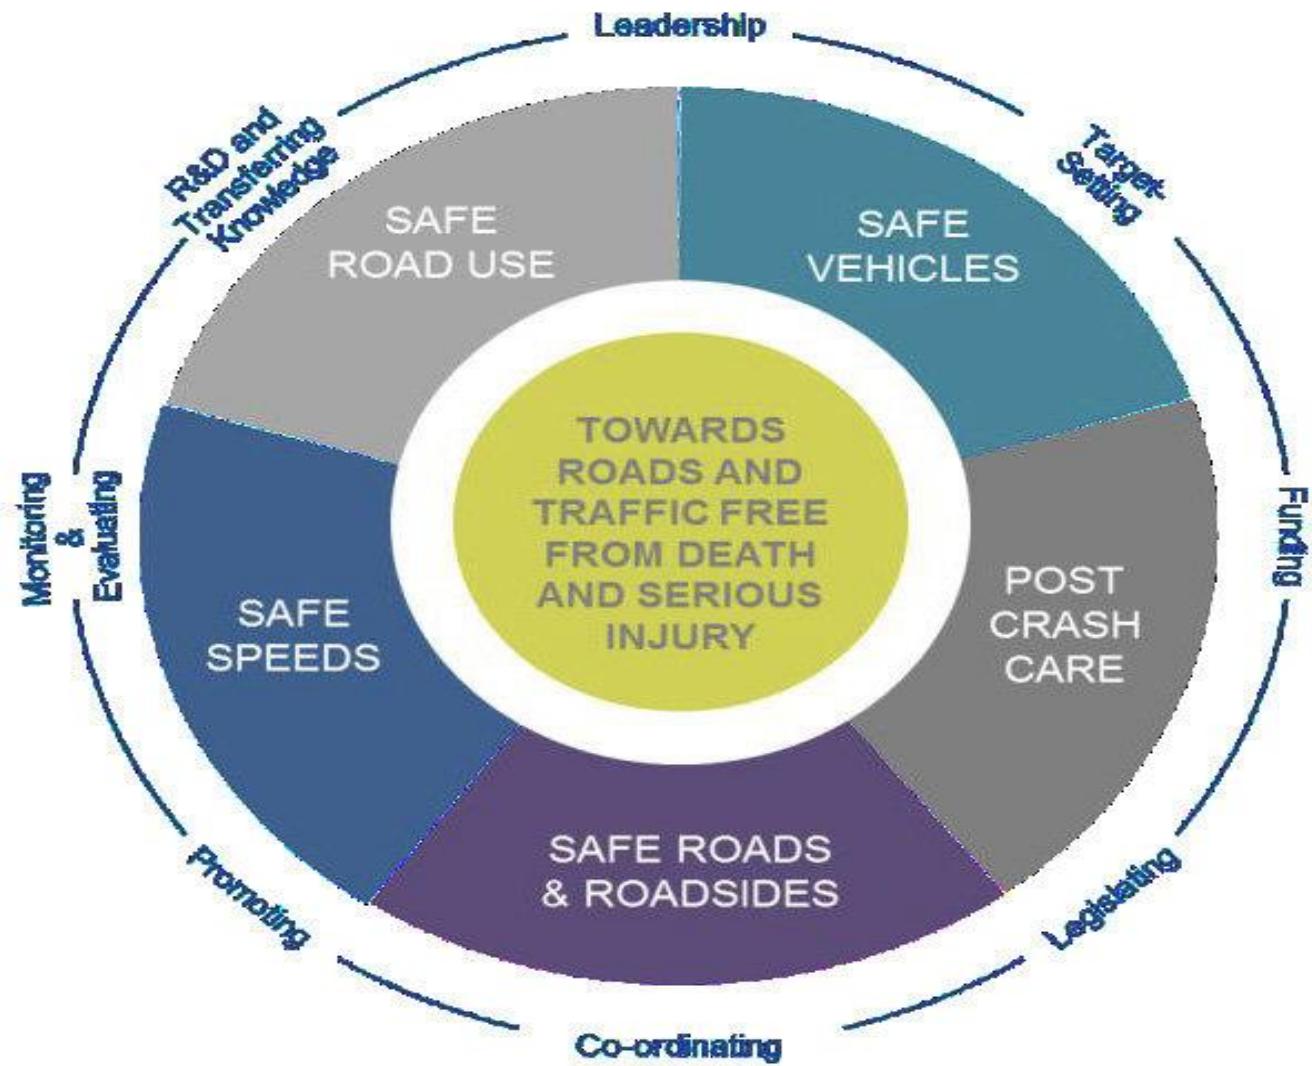 Leadership
R&D and
Transferring
Knowledge
Target-
Setting
SAFE
ROAD USE
SAFE
VEHICLES
TOWARDS
ROADS AND
TRAFFIC FREE
FROM DEATH
AND SERIOUS
INJURY
Monitoring
&
Evaluating
Funding
SAFE
SPEEDS
POST
CRASH
CARE
SAFE ROADS
& ROADSIDES
Promoting
Legislating
Co-ordinating